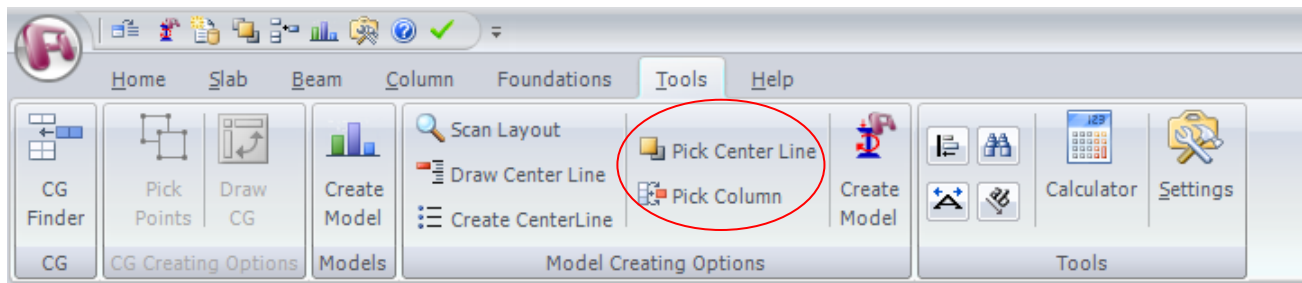 Home Slab Beam Column Foundations Tools Help
CG
Finder
CG
Pick
Points
Draw
CG
CG Creating Options
Create
Model
Models
Scan Layout
Draw Center Line
Create CenterLine
Pick Center Line
Pick Column
Create
Model
Model Creating Options
123
Calculator
Settings
Tools